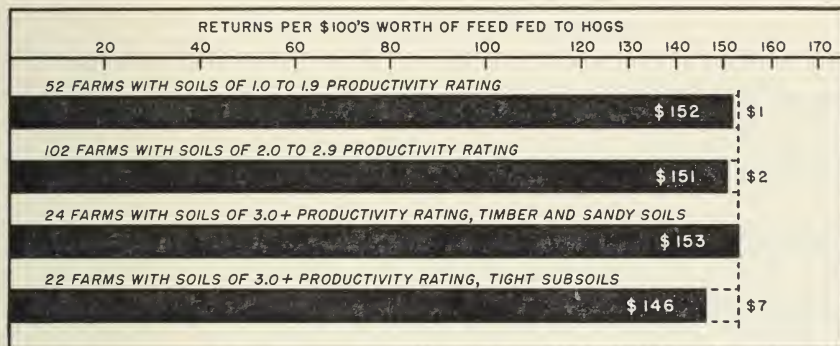 RETURNS PER $100'S WORTH OF FEED FED TO HOGS
20 40 60 80 100 120 130 140 150 160 170
52 FARMS WITH SOILS OF 1.0 TO 1.9 PRODUCTIVITY RATING
$152 $1
102 FARMS WITH SOILS OF 2.0 TO 2.9 PRODUCTIVITY RATING
$151 $2
24 FARMS WITH SOILS OF 3.0+ PRODUCTIVITY RATING, TIMBER AND SANDY SOILS
$153
22 FARMS WITH SOILS OF 3.0+ PRODUCTIVITY RATING, TIGHT SUBSOILS
$146 $7